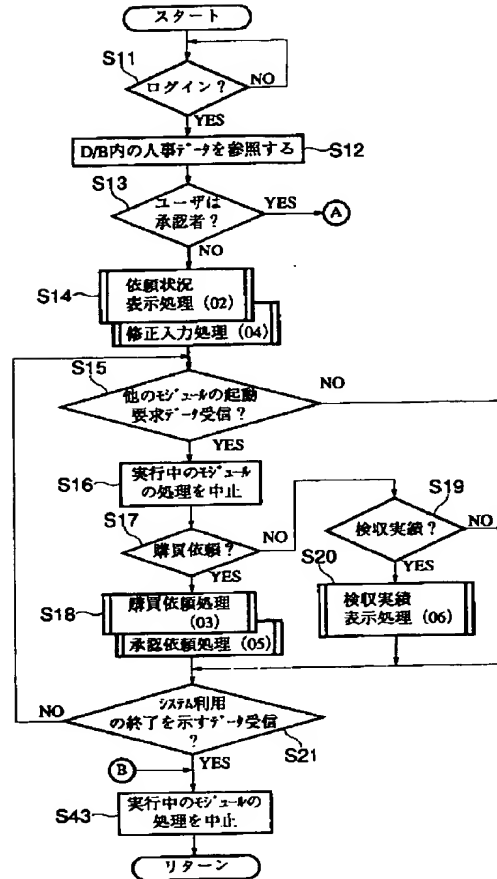 スタート
S11
ログイン?
NO
YES
D/B内の人事データを参照する
S12
S13
ユーザは
承認者?
YES
A
NO
S14
依頼状況
表示処理(02)
修正入力処理(04)
S15
他のモジュールの起動
要求データ受信?
NO
YES
S16
実行中のモジュール
の処理を中止
S17
購買依頼?
NO
S19
検収実績?
NO
YES
YES
S18
購買依頼処理
(03)
承認依頼処理(05)
S20
検収実績
表示処理(06)
NO
システム利用
の終了を示すデータ受信
?
S21
B
YES
S43
実行中のモジュールの
処理を中止
リターン